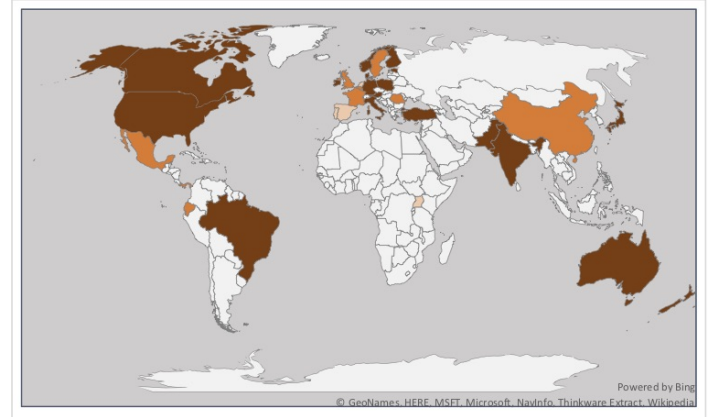 Powered by Bing
© GeoNames, HERE, MSFT, Microsoft, NavInfo, Thinkware Extract, Wikipedia